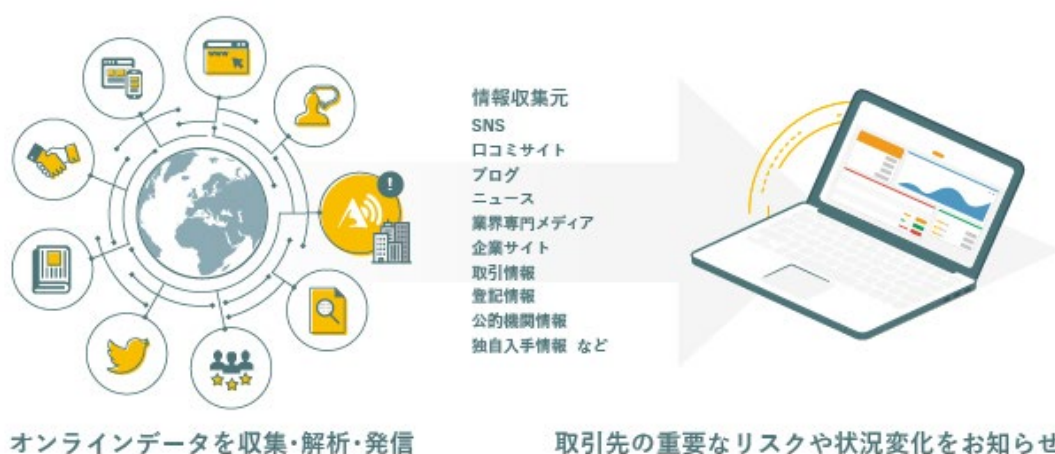 www
!
情報収集元
SNS
口コミサイト
ブログ
ニュース
業界専門メディア
企業サイト
取引情報
登記情報
公的機関情報
独自入手情報 など
オンラインデータを収集・解析・発信
取引先の重要なリスクや状況変化をお知らせ